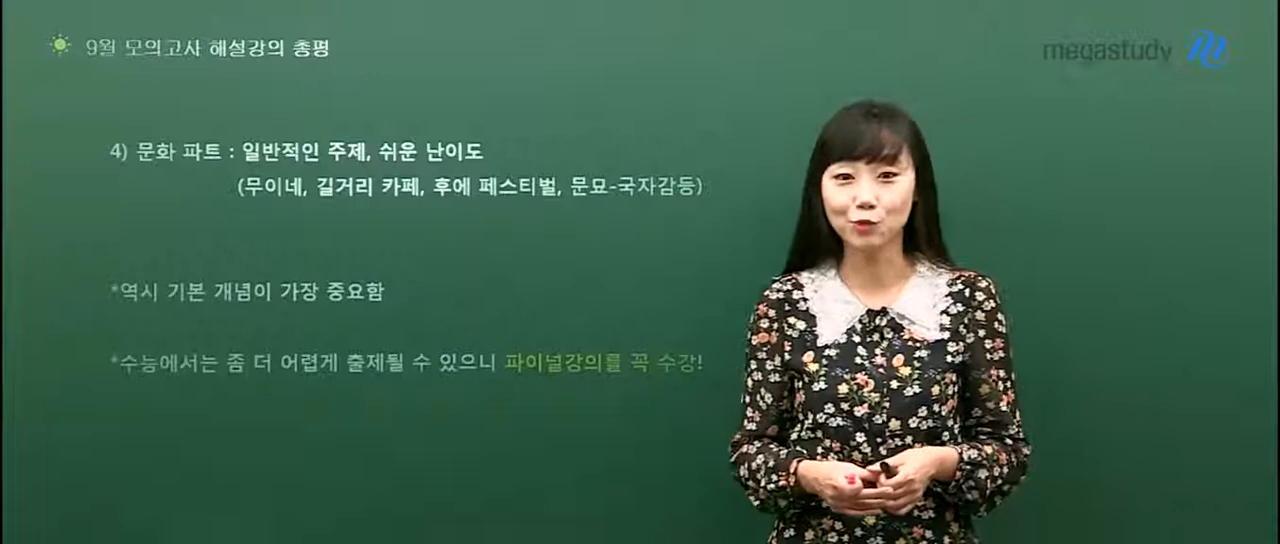 9월 모의고사 해설강의 총평
megastudy
4) 문화 파트 : 일반적인 주제, 쉬운 난이도
(무이네, 길거리 카페, 후에 페스티벌, 문묘-국자감등)
*역시 기본 개념이 가장 중요함
*수능에서는 좀 더 어렵게 출제될 수 있으니 파이널강의를 꼭 수강!